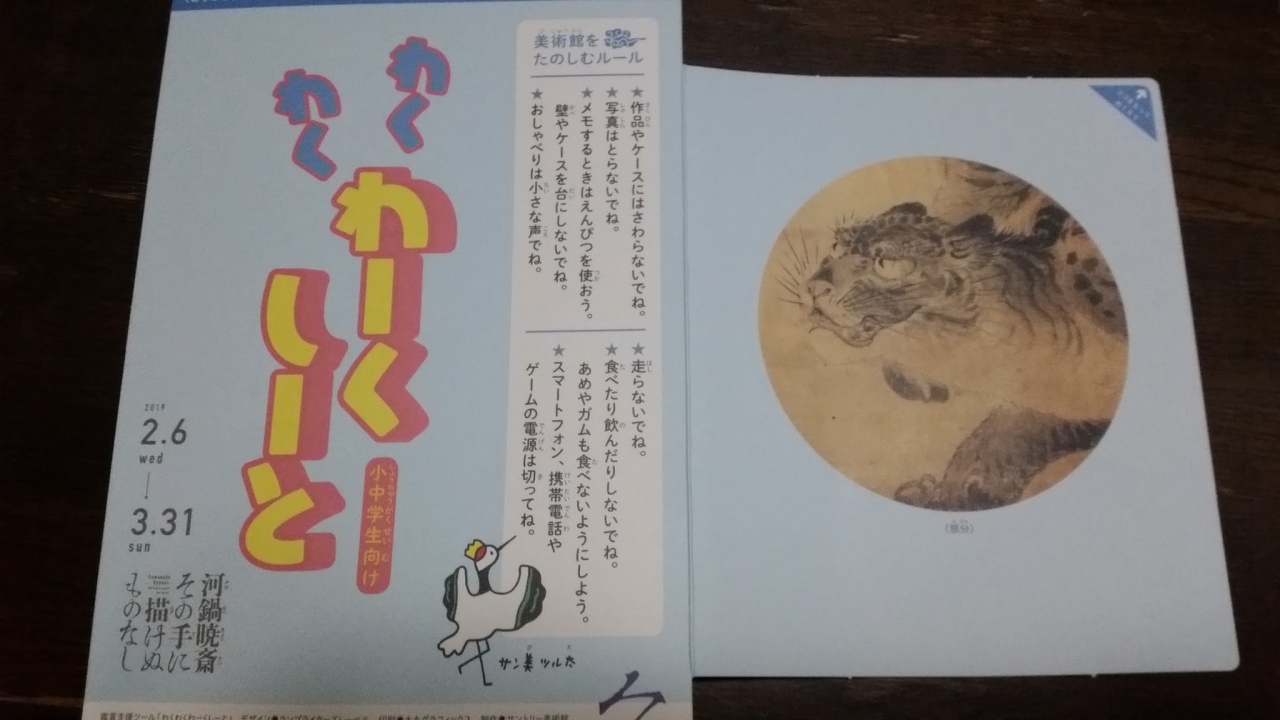 わく
わく
わーく
しーと
小中学生向け
2019
2.6
wed
3.31
sun
河鍋暁斎
その手に
描けぬ
ものなし
美術館を
たのしむルール
★作品やケースにはさわらないでね。
★写真はとらないでね。
★メモするときはえんぴつを使おう。
壁やケースを台にしないでね。
★おしゃべりは小さな声でね。
★走らないでね。
★食べたり飲んだりしないでね。
あめやガムも食べないようにしよう。
★スマートフォン、携帯電話や
ゲームの電源は切ってね。
サン美 ツルた
(部分)